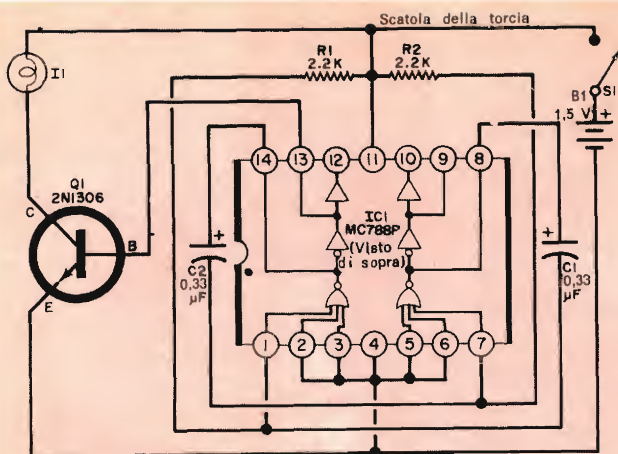 Scatola della torcia
I1
R1
2.2K
R2
2.2K
S1
B1
1,5 V
+
14
13
12
11
10
9
8
Q1
2N1306
C
B
E
+
C2
0,33
µF
IC1
MC788P
(Visto
di sopra)
+
C1
0,33
µF
1
2
3
4
5
6
7